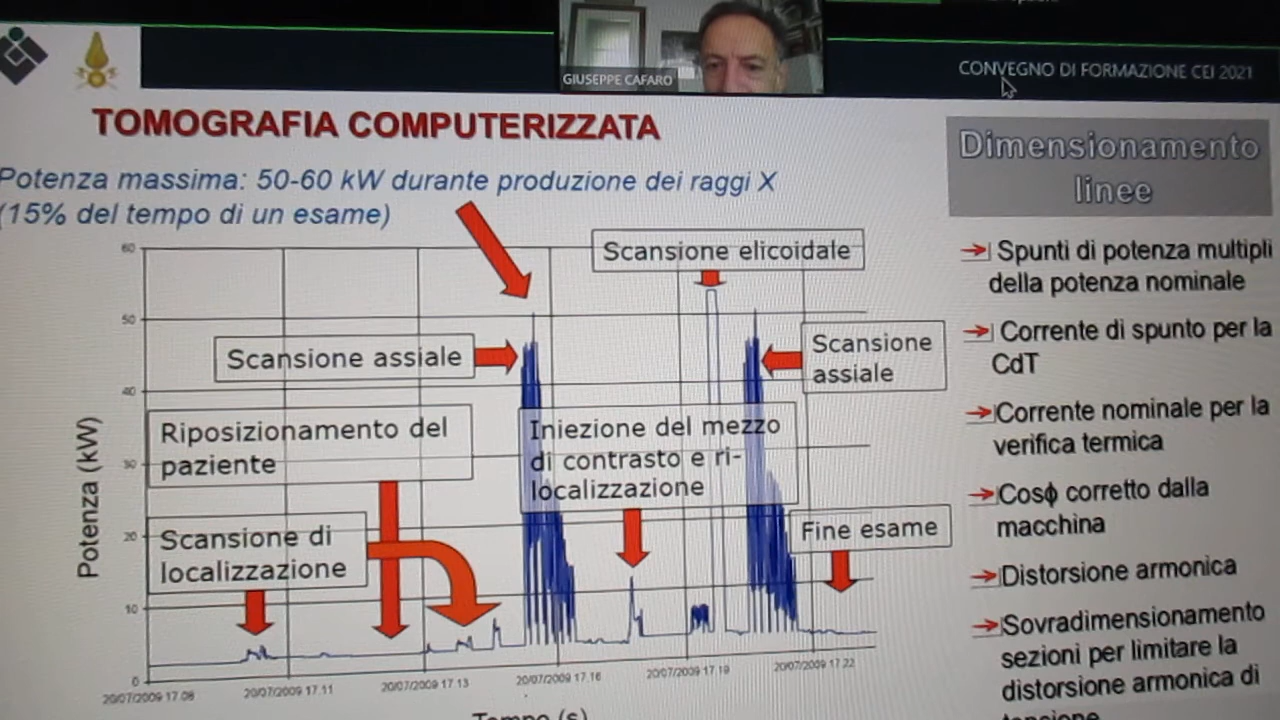 GIUSEPPE CAFARO
CONVEGNO DI FORMAZIONE CEI 2021
TOMOGRAFIA COMPUTERIZZATA
Potenza massima: 50-60 kW durante produzione dei raggi X
(15% del tempo di un esame)
Dimensionamento
linee
Spunti di potenza multipli
della potenza nominale
Corrente di spunto per la
CdT
Corrente nominale per la
verifica termica
Cosϕ corretto dalla
macchina
Distorsione armonica
Sovradimensionamento
sezioni per limitare la
distorsione armonica di
tensione
Scansione elicoidale
Scansione assiale
Scansione
assiale
Riposizionamento del
paziente
Iniezione del mezzo
di contrasto e ri-
localizzazione
Scansione di
localizzazione
Fine esame
Potenza (kW)
60
50
40
30
20
10
0
20/07/2009 17.08
20/07/2009 17.11
20/07/2009 17.13
20/07/2009 17.16
20/07/2009 17.19
20/07/2009 17.22
Tempo (s)